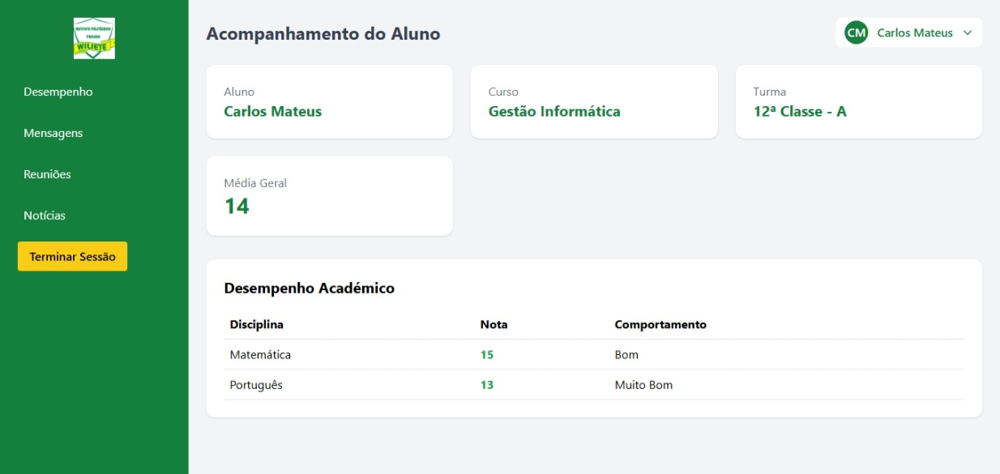 INSTITUTO POLITÉCNICO
PRIVADO
WILIETE
Desempenho
Mensagens
Reuniões
Notícias
Terminar Sessão
Acompanhamento do Aluno
CM Carlos Mateus
Aluno
Carlos Mateus
Curso
Gestão Informática
Turma
12ª Classe - A
Média Geral
14
Desempenho Académico
Disciplina Nota Comportamento
Matemática 15 Bom
Português 13 Muito Bom